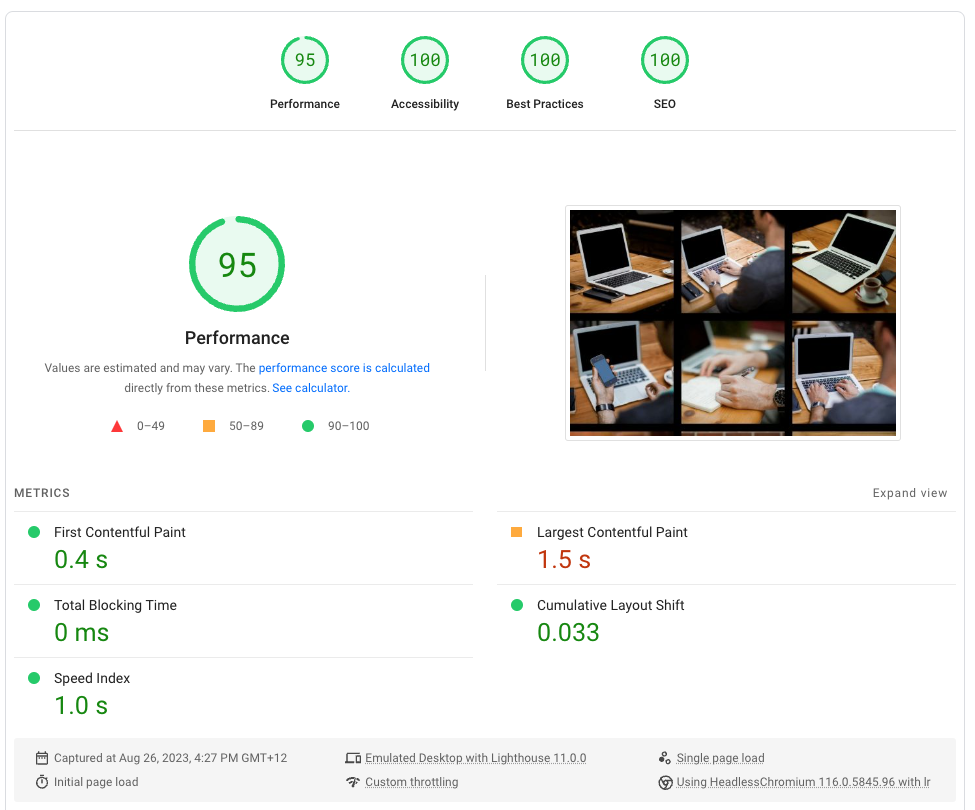 95
100
100
100
Performance
Accessibility
Best Practices
SEO
95
Performance
Values are estimated and may vary. The performance score is calculated
directly from these metrics. See calculator.
0–49
50–89
90–100
METRICS
Expand view
First Contentful Paint
0.4 s
Largest Contentful Paint
1.5 s
Total Blocking Time
0 ms
Cumulative Layout Shift
0.033
Speed Index
1.0 s
Captured at Aug 26, 2023, 4:27 PM GMT+12
Emulated Desktop with Lighthouse 11.0.0
Single page load
Initial page load
Custom throttling
Using HeadlessChromium 116.0.5845.96 with lr